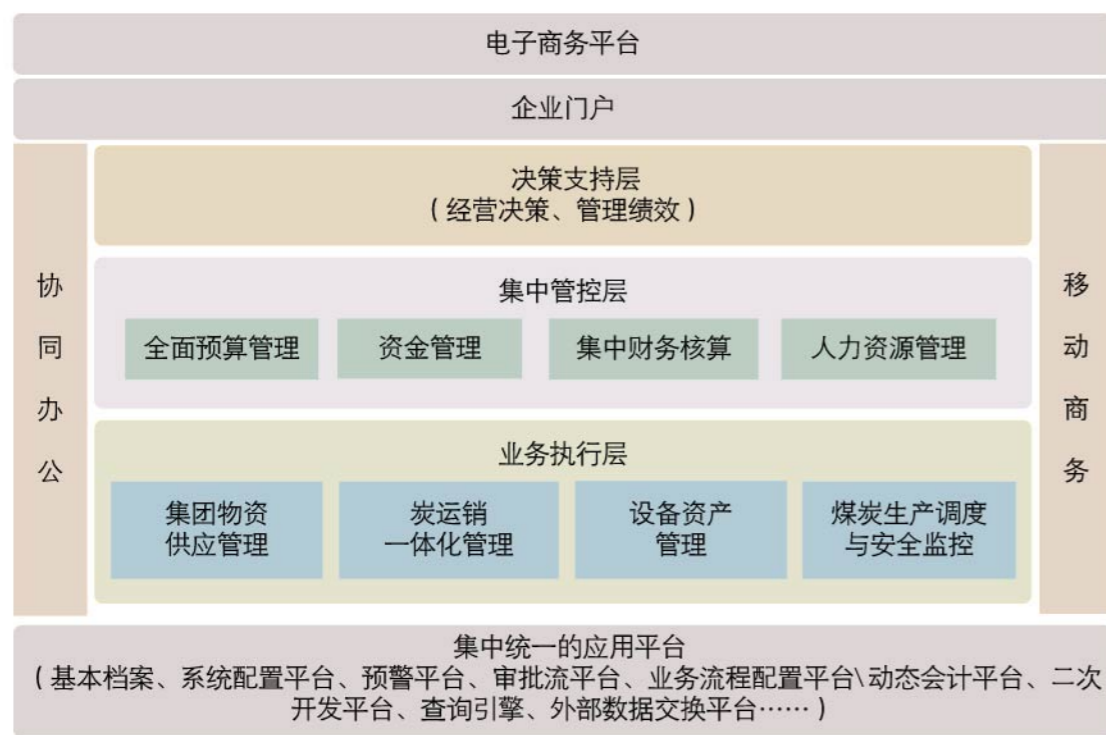 电子商务平台
企业门户
决策支持层
（经营决策、管理绩效）
协
同
办
公
集中管控层
全面预算管理
资金管理
集中财务核算
人力资源管理
业务执行层
集团物资
供应管理
炭运销
一体化管理
设备资产
管理
煤炭生产调度
与安全监控
移
动
商
务
集中统一的应用平台
（基本档案、系统配置平台、预警平台、审批流平台、业务流程配置平台\动态会计平台、二次
开发平台、查询引擎、外部数据交换平台……）